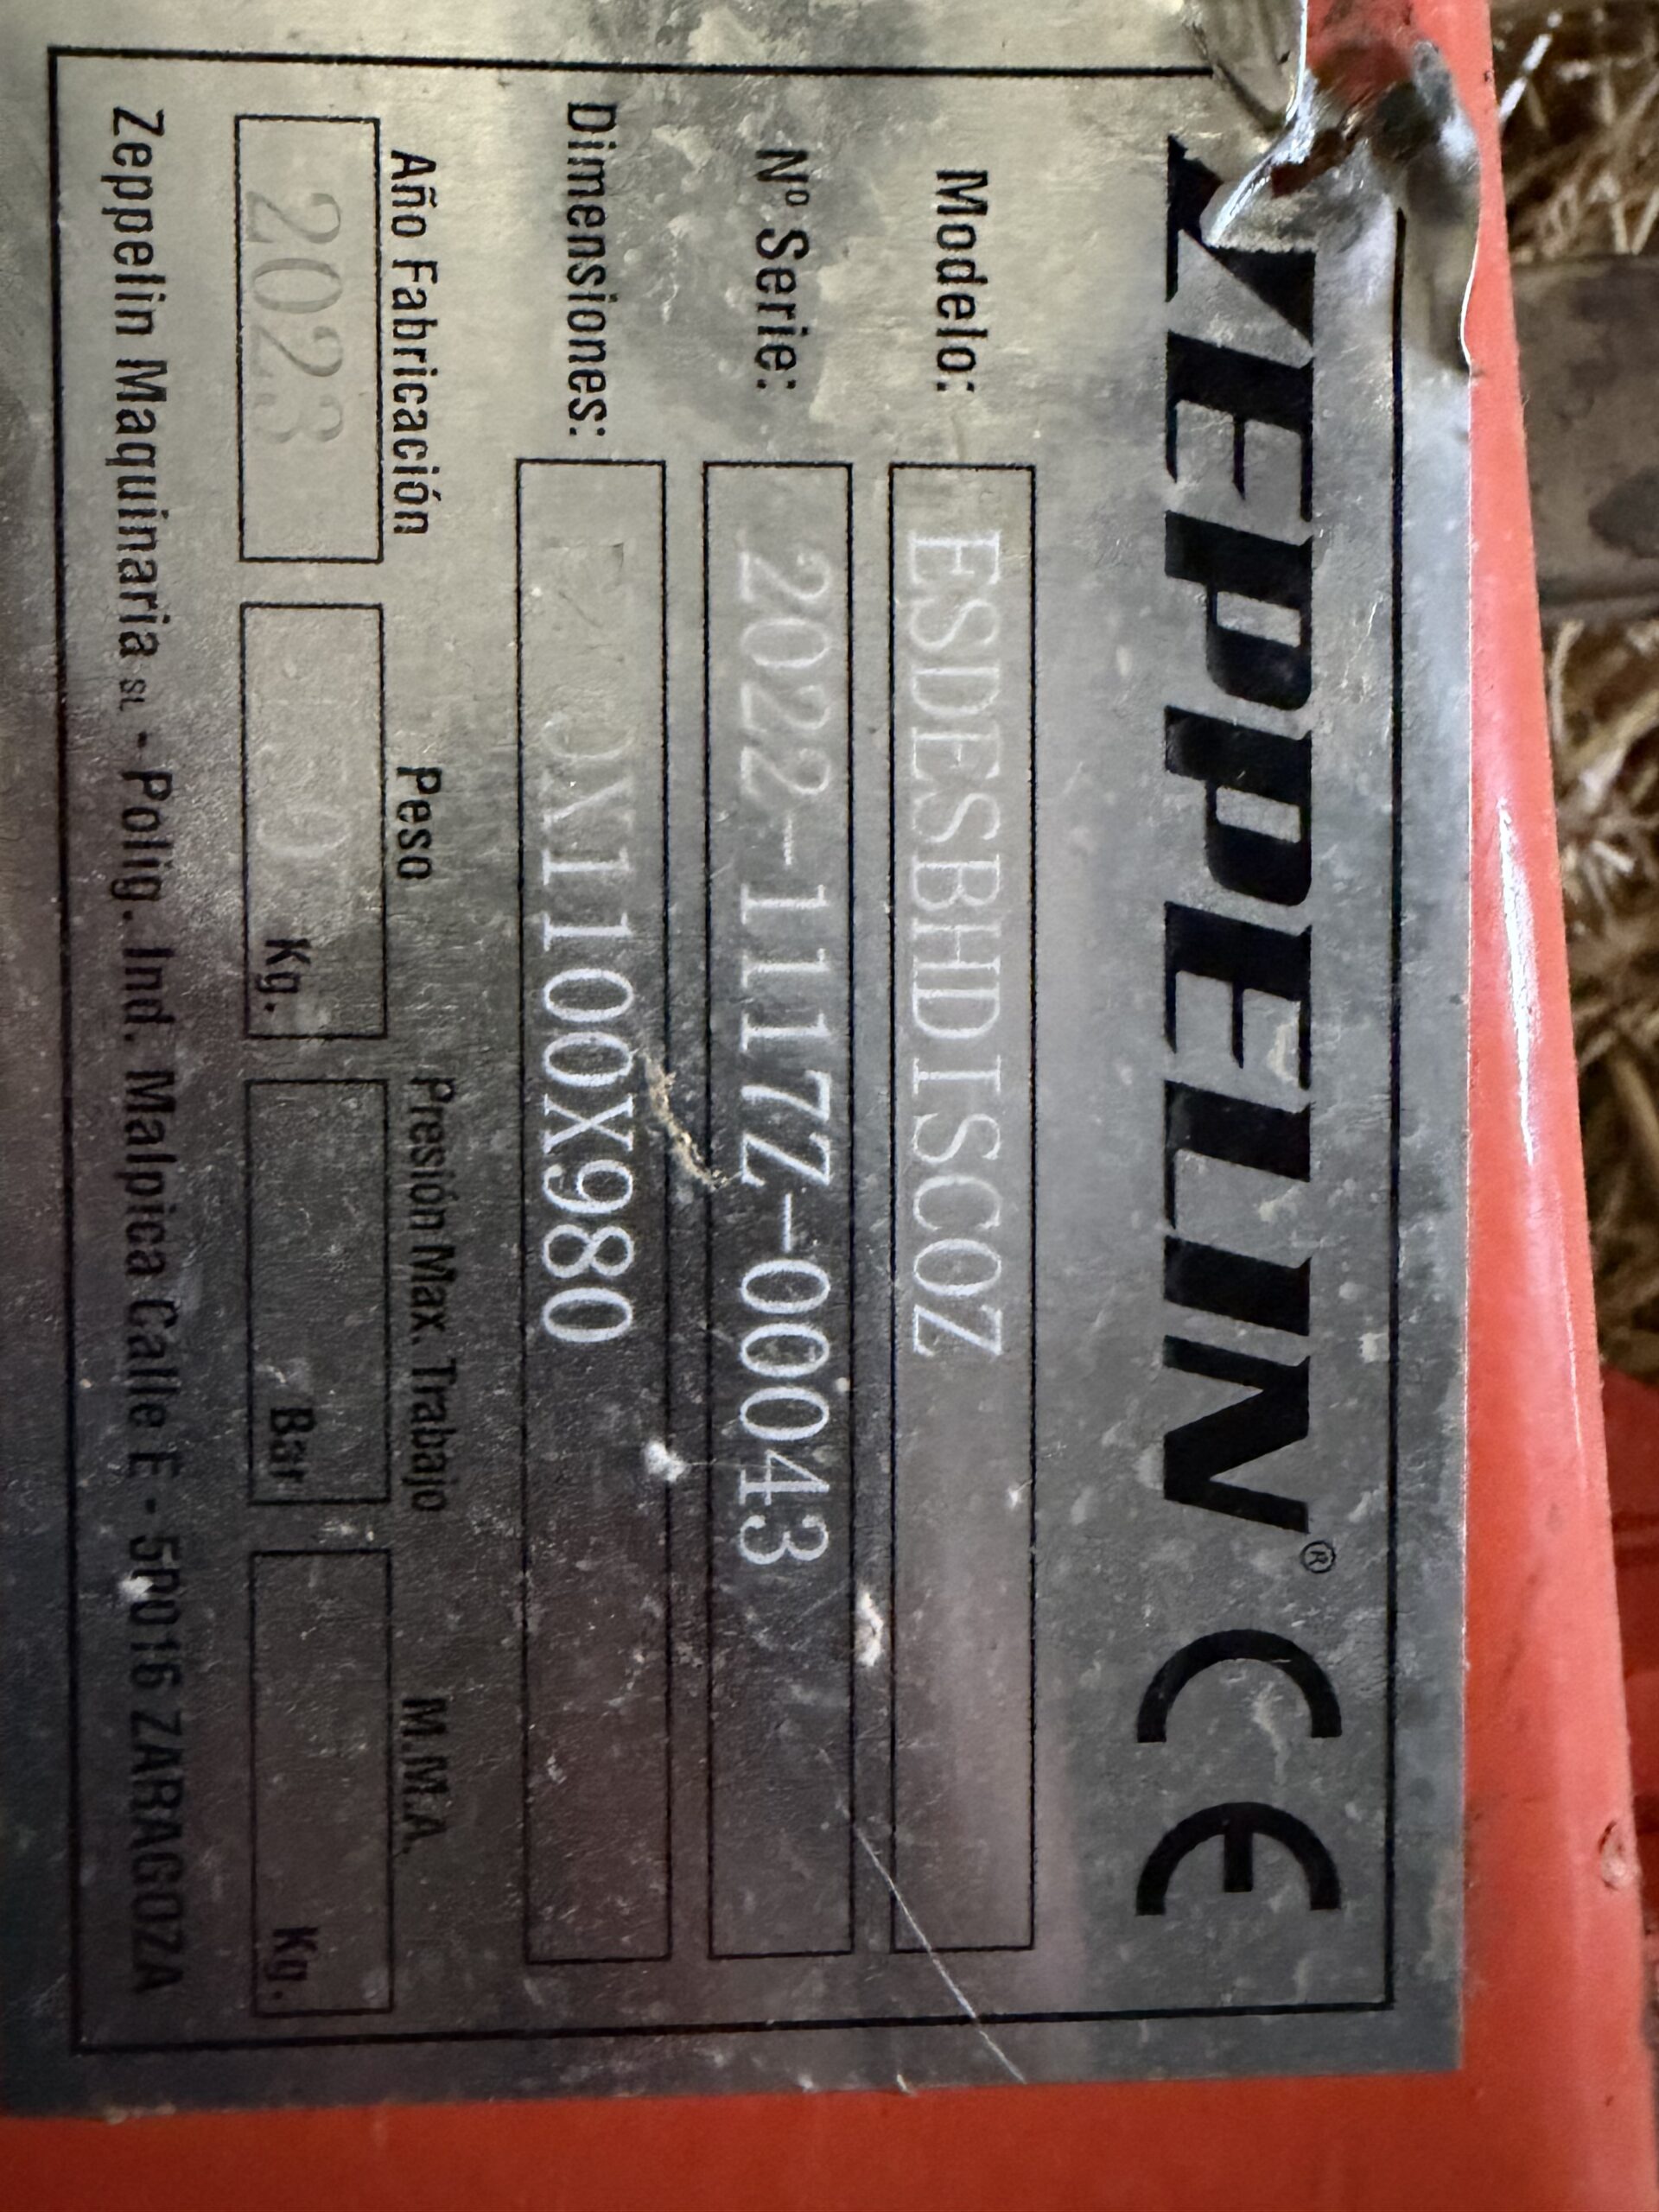 ZEPPELIN® CE
Modelo: ESDESBHDISCOZ
Nº Serie: 2022-1117Z-00043
Dimensiones: 0X1100X980
Año Fabricación Peso Presión Max. Trabajo M.M.A.
2023 Kg. Bar Kg.
Zeppelin Maquinaria SL - Polig. Ind. Malpica Calle E - 50016 ZARAGOZA